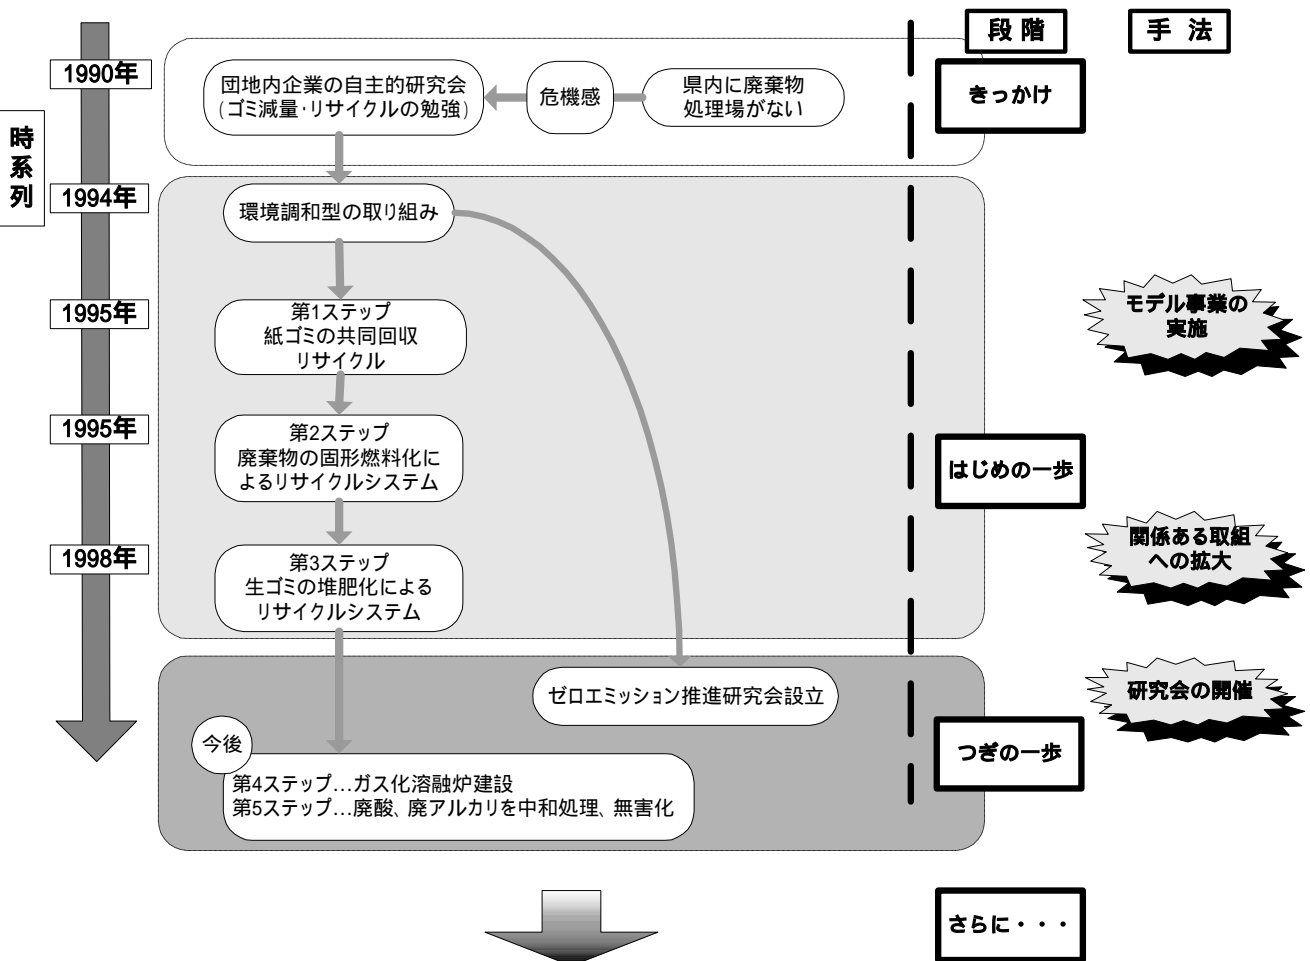 段 階
手 法
時系列
1990年
団地内企業の自主的研究会
(ゴミ減量･リサイクルの勉強)
危機感
県内に廃棄物
処理場がない
きっかけ
1994年
環境調和型の取り組み
1995年
第1ステップ
紙ゴミの共同回収
リサイクル
モデル事業の
実施
1995年
第2ステップ
廃棄物の固形燃料化に
よるリサイクルシステム
はじめの一歩
1998年
第3ステップ
生ゴミの堆肥化による
リサイクルシステム
関係ある取組
への拡大
ゼロエミッション推進研究会設立
研究会の開催
今後
第4ステップ…ガス化溶融炉建設
第5ステップ…廃酸、廃アルカリを中和処理、無害化
つぎの一歩
さらに・・・